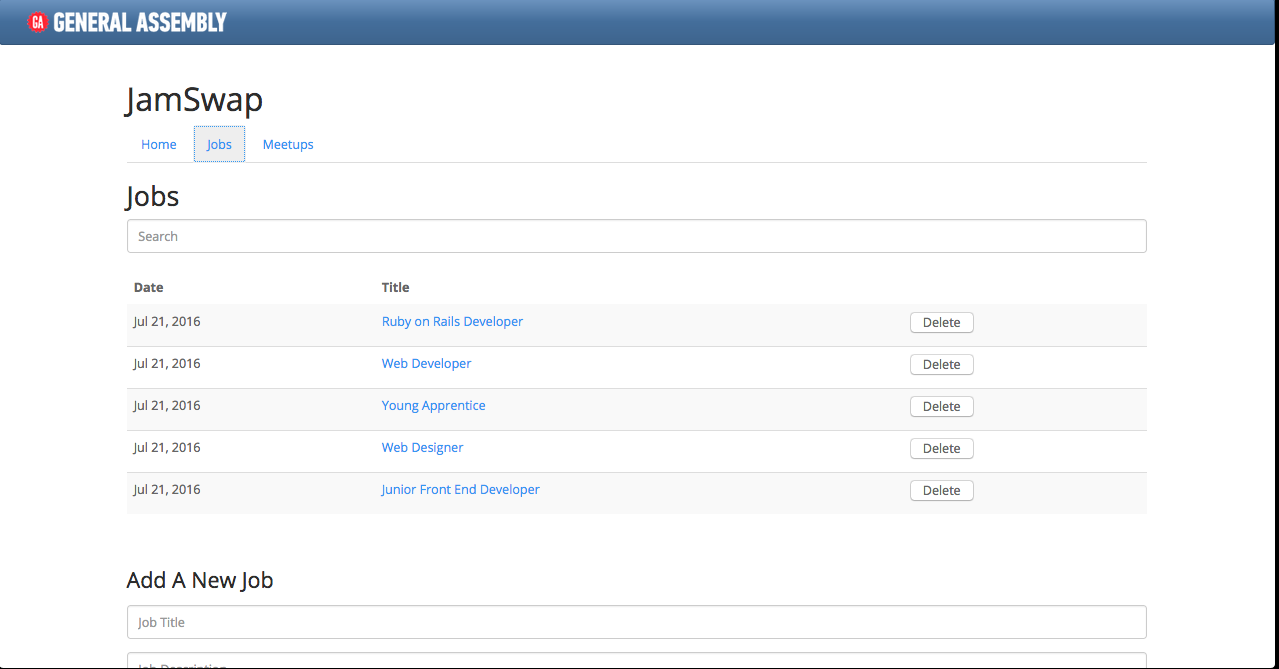 GA GENERAL ASSEMBLY
JamSwap
Home Jobs Meetups
Jobs
Search
Date Title
Jul 21, 2016 Ruby on Rails Developer Delete
Jul 21, 2016 Web Developer Delete
Jul 21, 2016 Young Apprentice Delete
Jul 21, 2016 Web Designer Delete
Jul 21, 2016 Junior Front End Developer Delete
Add A New Job
Job Title
Job Description